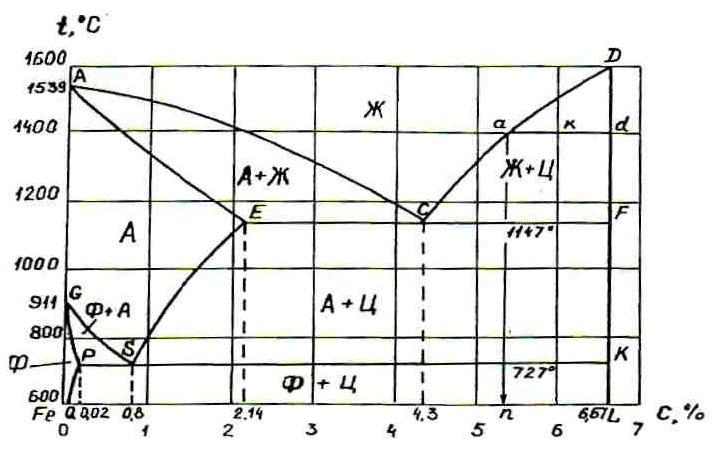 t,°C
1600
D
1539
A
Ж
1400
а
к
d
А+Ж
Ж+Ц
1200
E
C
F
1147°
А
1000
911
G
Ф+А
А+Ц
800
Ф
P
S
K
727°
Ф + Ц
600
Fe
0,02
0,8
2,14
4,3
n
6,67
L
C,%
0
1
2
3
4
5
6
7